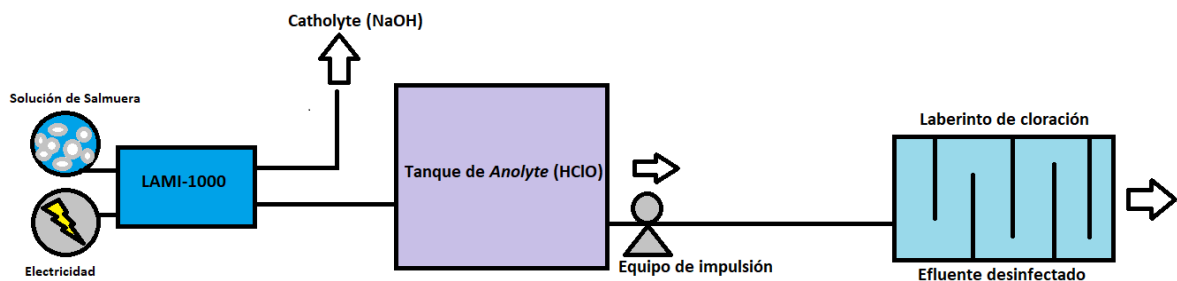 Catholyte (NaOH)
Solución de Salmuera
LAMI-1000
Electricidad
Tanque de Anolyte (HClO)
Equipo de impulsión
Laberinto de cloración
Efluente desinfectado